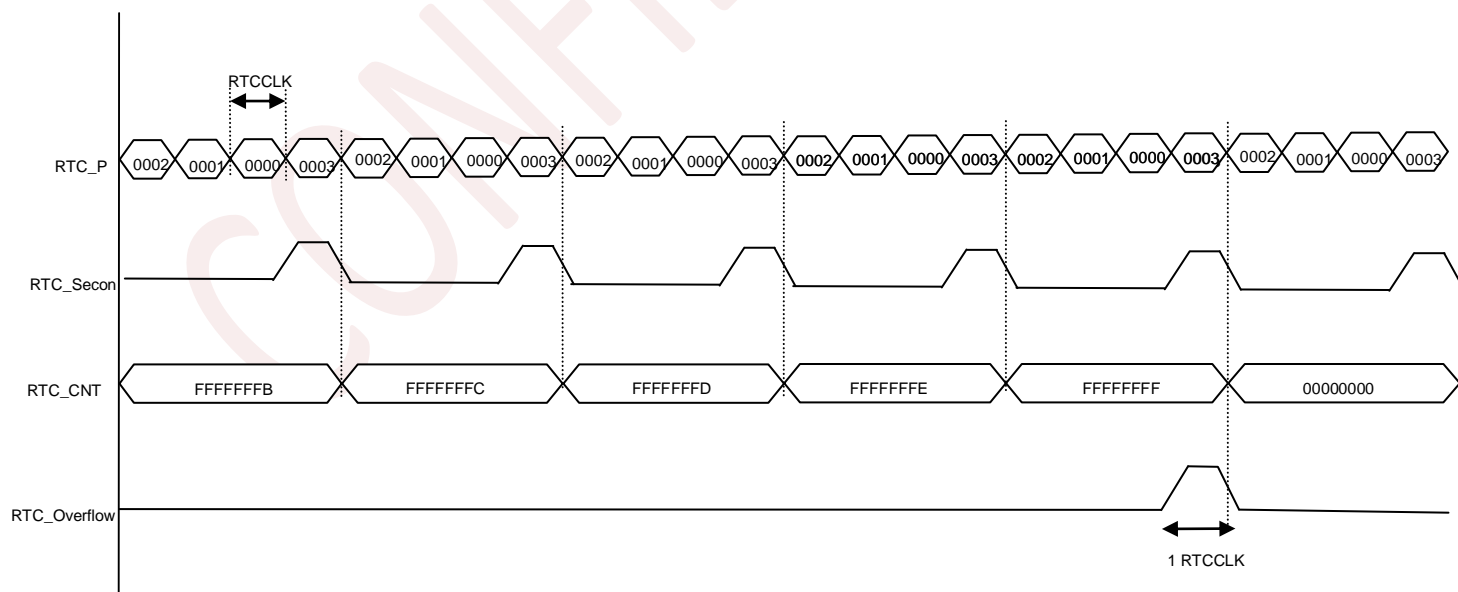 RTCCLK
RTC_P 0002 0001 0000 0003 0002 0001 0000 0003 0002 0001 0000 0003 0002 0001 0000 0003 0002 0001 0000 0003 0002 0001 0000 0003
RTC_Secon
RTC_CNT FFFFFFFB FFFFFFFC FFFFFFFD FFFFFFFE FFFFFFFF 00000000
RTC_Overflow
1 RTCCLK